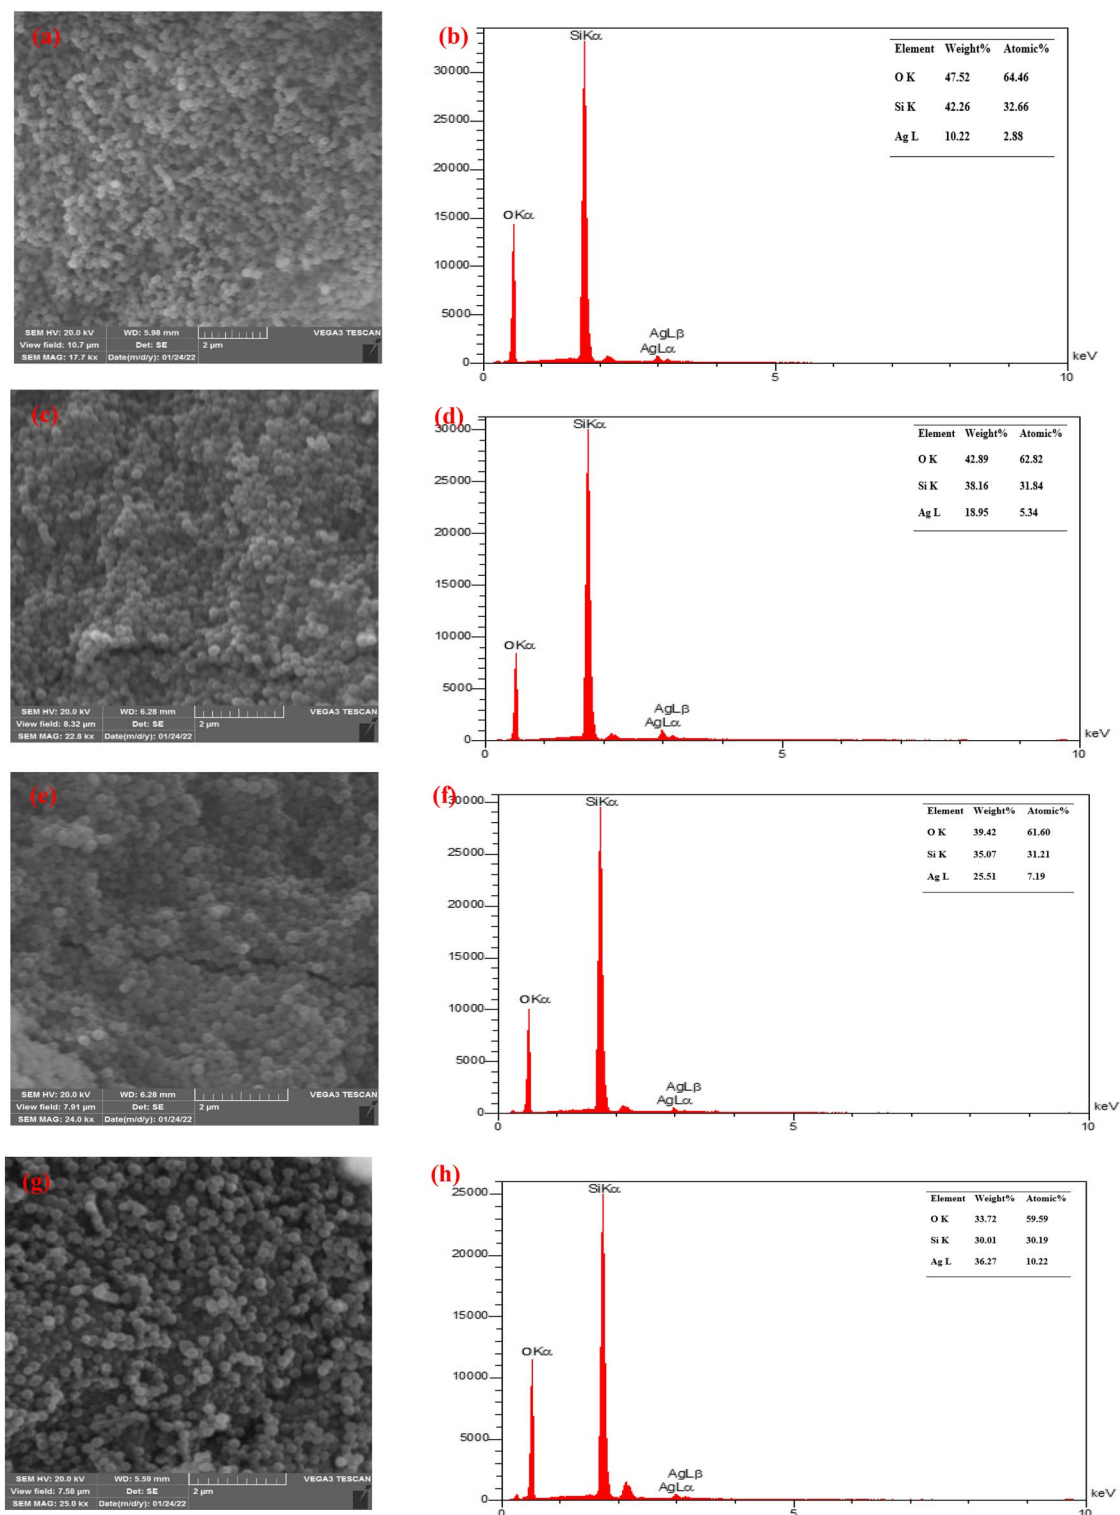 (a)
SEM HV: 20.0 kV WD: 5.98 mm VEGA3 TESCAN
View field: 10.7 µm Det: SE 2 µm
SEM MAG: 17.7 kx Date(m/d/y): 01/24/22
(b)
SiKα
OKα
AgLβ
AgLα
30000
25000
20000
15000
10000
5000
0
0 5 10
keV
Element Weight% Atomic%
O K 47.52 64.46
Si K 42.26 32.66
Ag L 10.22 2.88
(c)
SEM HV: 20.0 kV WD: 6.28 mm VEGA3 TESCAN
View field: 8.32 µm Det: SE 2 µm
SEM MAG: 22.8 kx Date(m/d/y): 01/24/22
(d)
SiKα
OKα
AgLβ
AgLα
30000
25000
20000
15000
10000
5000
0
0 5 10
keV
Element Weight% Atomic%
O K 42.89 62.82
Si K 38.16 31.84
Ag L 18.95 5.34
(e)
SEM HV: 20.0 kV WD: 6.28 mm VEGA3 TESCAN
View field: 7.91 µm Det: SE 2 µm
SEM MAG: 24.0 kx Date(m/d/y): 01/24/22
(f)
SiKα
OKα
AgLβ
AgLα
30000
25000
20000
15000
10000
5000
0
0 5 10
keV
Element Weight% Atomic%
O K 39.42 61.60
Si K 35.07 31.21
Ag L 25.51 7.19
(g)
SEM HV: 20.0 kV WD: 5.59 mm VEGA3 TESCAN
View field: 7.58 µm Det: SE 2 µm
SEM MAG: 25.0 kx Date(m/d/y): 01/24/22
(h)
SiKα
OKα
AgLβ
AgLα
25000
20000
15000
10000
5000
0
0 5 10
keV
Element Weight% Atomic%
O K 33.72 59.59
Si K 30.01 30.19
Ag L 36.27 10.22